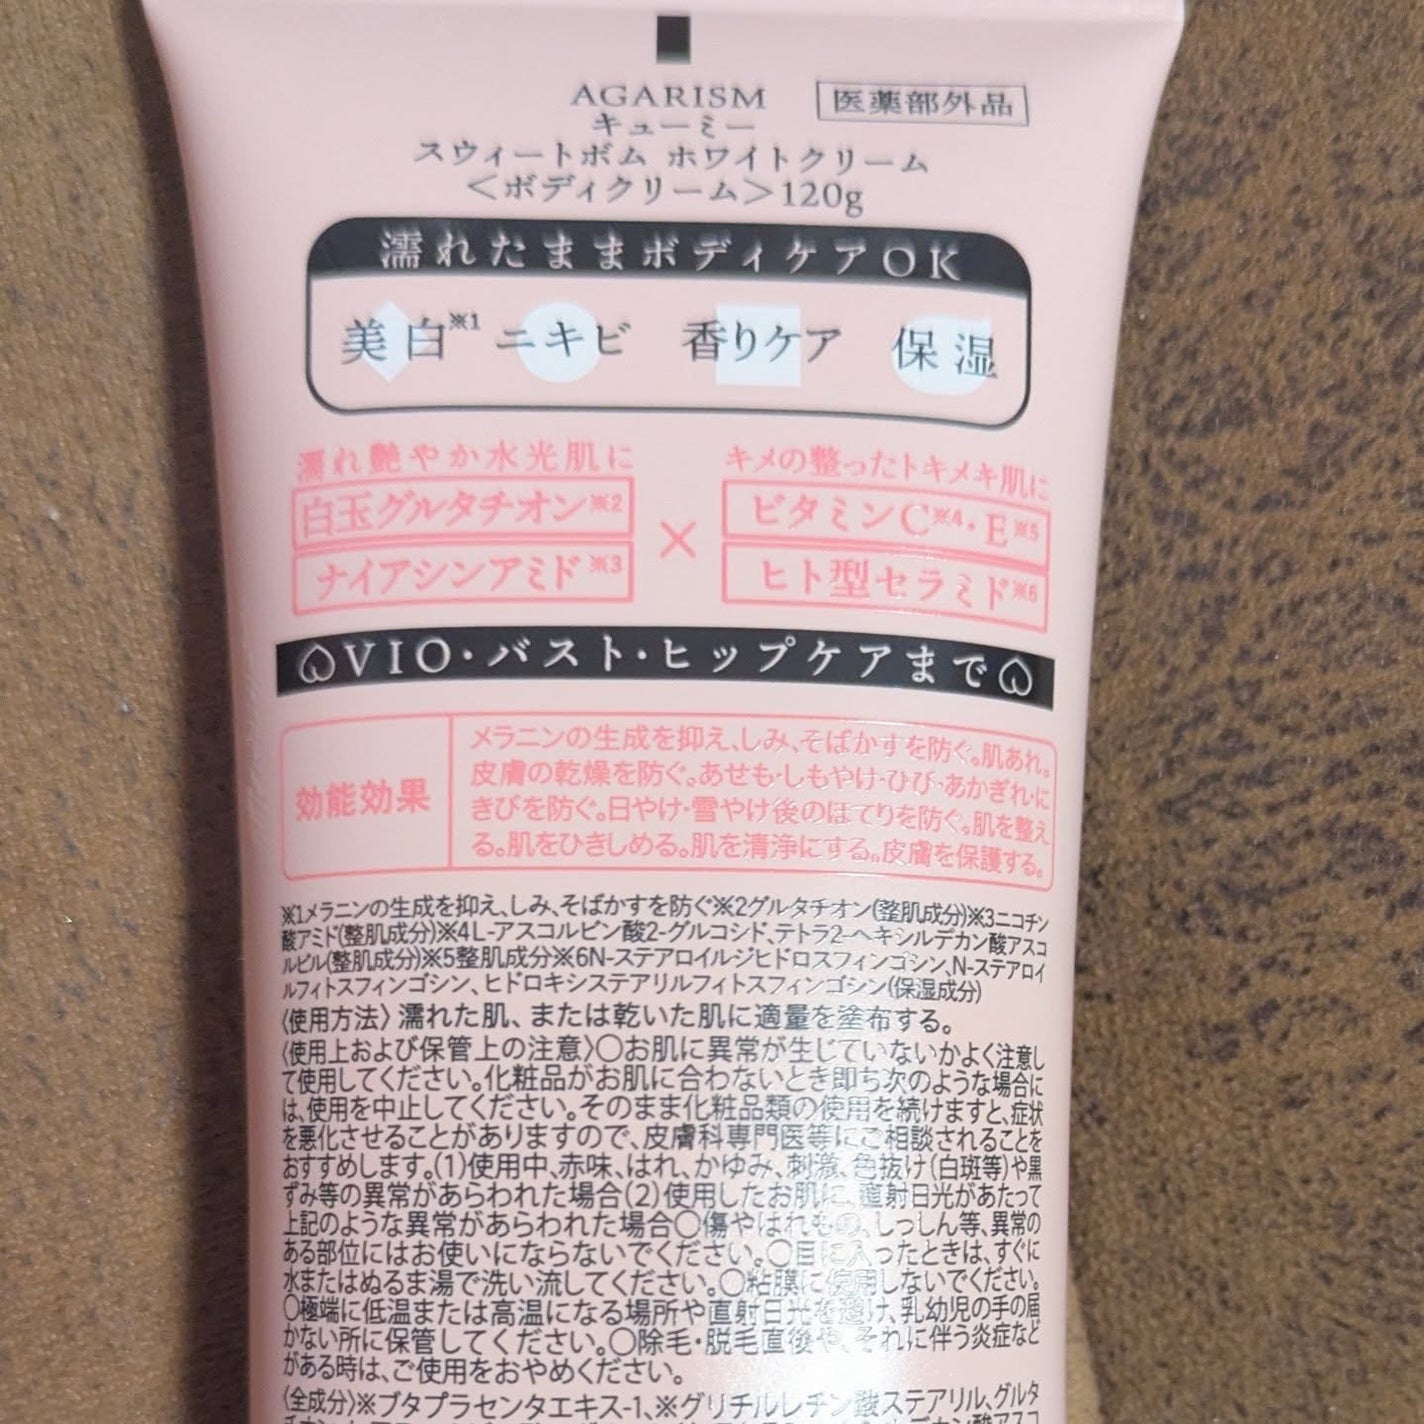 AGARISM
医薬部外品
キューミー
スウィートボム ホワイトクリーム
＜ボディクリーム＞120g
濡れたままボディケアOK
美白※1 ニキビ 香りケア 保湿
濡れ艶やか水光肌に
白玉グルタチオン※2
ナイアシンアミド※3
×
キメの整ったトキメキ肌に
ビタミンC※4・E※5
ヒト型セラミド※6
VIO・バスト・ヒップケアまで
効能効果
メラニンの生成を抑え、しみ、そばかすを防ぐ。肌あれ。
皮膚の乾燥を防ぐ。あせも・しもやけ・ひび・あかぎれ・に
きびを防ぐ。日やけ・雪やけ後のほてりを防ぐ。肌を整え
る。肌をひきしめる。肌を清浄にする。皮膚を保護する。
※1メラニンの生成を抑え、しみ、そばかすを防ぐ※2グルタチオン(整肌成分)※3ニコチン
酸アミド(整肌成分)※4L-アスコルビン酸2-グルコシド、テトラ2-ヘキシルデカン酸アスコ
ルビル(整肌成分)※5整肌成分※6N-ステアロイルジヒドロスフィンゴシン、N-ステアロイ
ルフィトスフィンゴシン、ヒドロキシステアリルフィトスフィンゴシン(保湿成分)
〈使用方法〉濡れた肌、または乾いた肌に適量を塗布する。
〈使用上および保管上の注意〉〇お肌に異常が生じていないかよく注意し
て使用してください。化粧品がお肌に合わないとき即ち次のような場合に
は、使用を中止してください。そのまま化粧品類の使用を続けますと、症状
を悪化させることがありますので、皮膚科専門医等にご相談されることを
おすすめします。(1)使用中、赤味、はれ、かゆみ、刺激、色抜け(白斑等)や黒
ずみ等の異常があらわれた場合(2)使用したお肌に、直射日光があたって
上記のような異常があらわれた場合〇傷やはれもの、しっしん等、異常の
ある部位にはお使いにならないでください。〇目に入ったときは、すぐに
水またはぬるま湯で洗い流してください。〇粘膜に使用しないでください。
〇極端に低温または高温になる場所や直射日光を避け、乳幼児の手の届
かない所に保管してください。〇除毛・脱毛直後や、それに伴う炎症など
がある時は、ご使用をおやめください。
〈全成分〉※ブタプラセンタエキス-1、※グリチルレチン酸ステアリル、グルタ